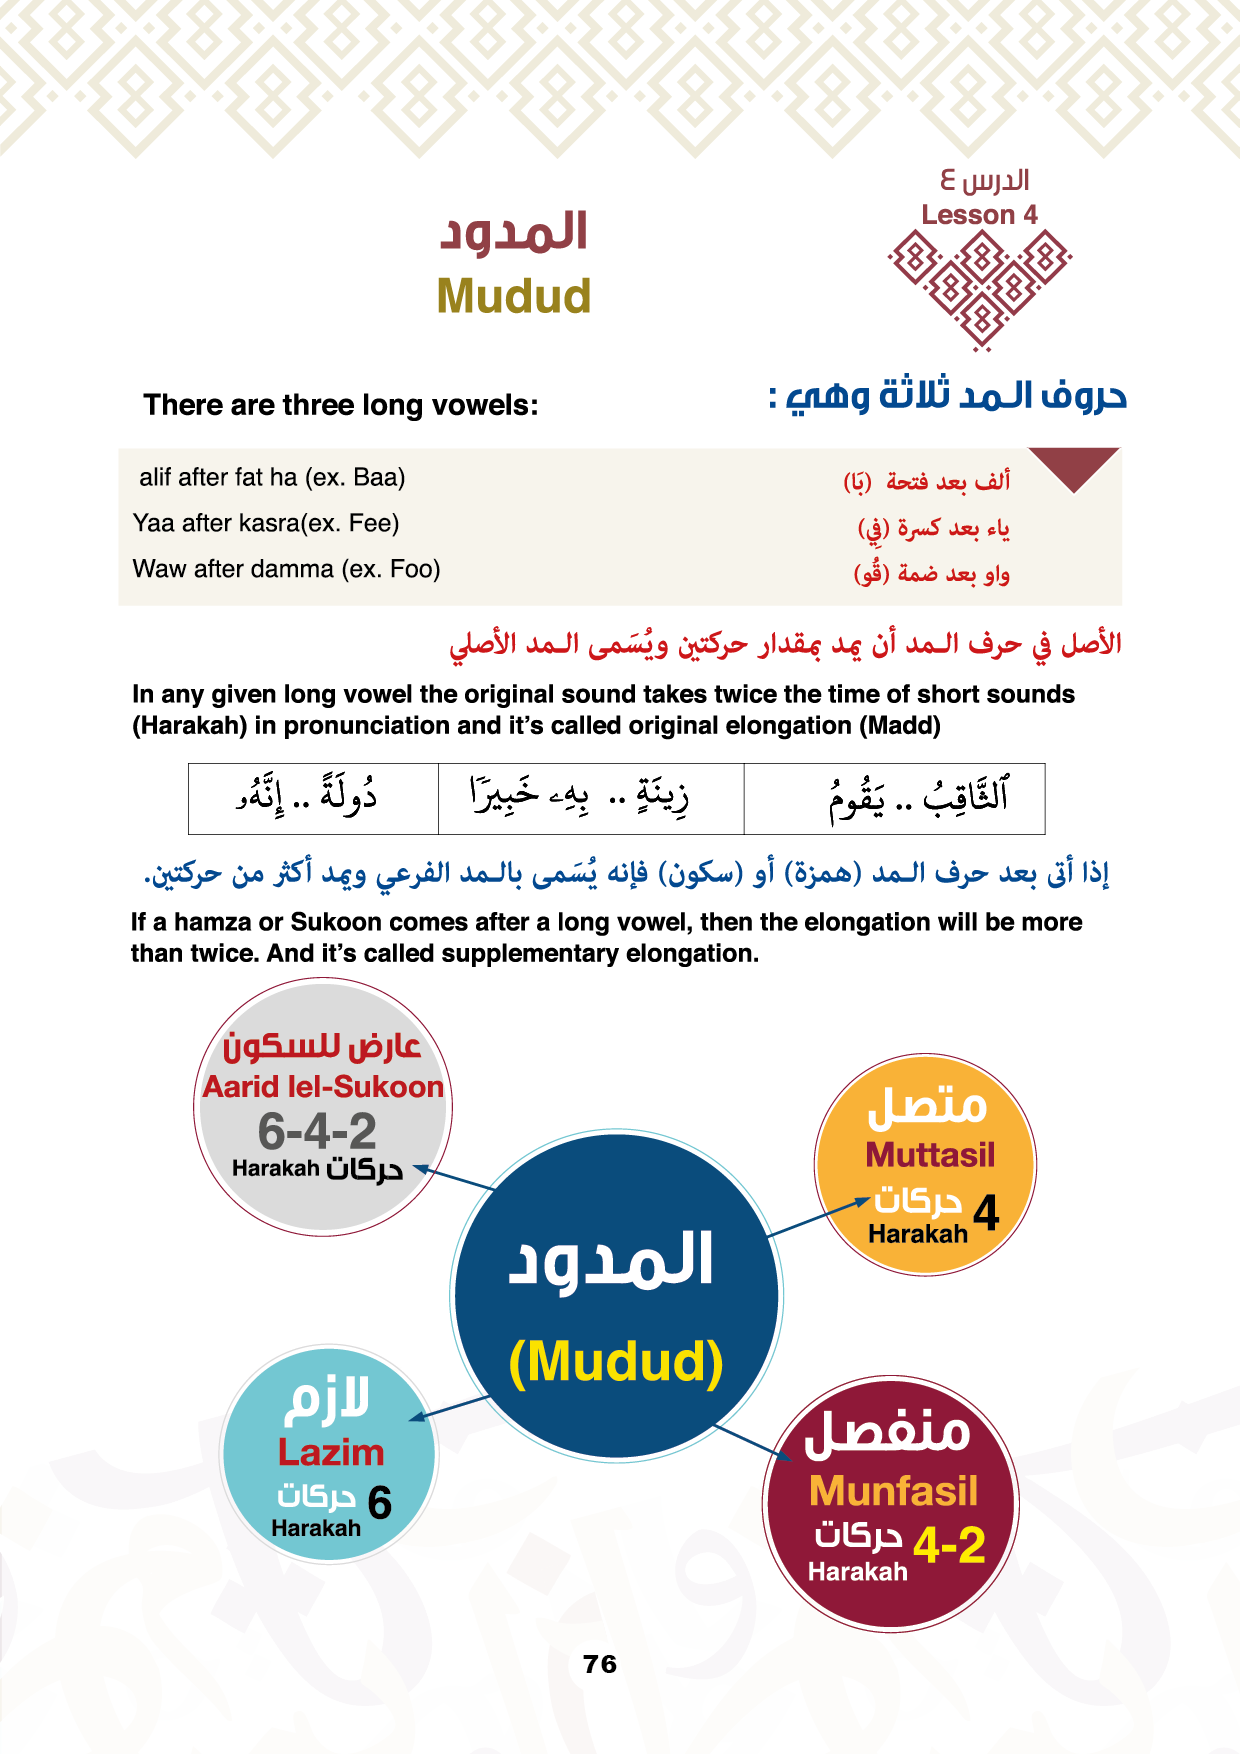 الدرس ٤
Lesson 4
المدود
Mudud
حروف المد ثلاثة وهي :
There are three long vowels:
ألف بعد فتحة (بَا)
alif after fat ha (ex. Baa)
ياء بعد كسرة (فِي)
Yaa after kasra(ex. Fee)
واو بعد ضمة (قُو)
Waw after damma (ex. Foo)
الأصل في حرف المد أن يمد بمقدار حركتين ويُسَمى المد الأصلي
In any given long vowel the original sound takes twice the time of short sounds
(Harakah) in pronunciation and it's called original elongation (Madd)
ٱلثَّاقِبُ .. يَقُومُ
زِينَةٍ .. بِهِۦ خَبِيرًا
دُولَةً .. إِنَّهُۥ
إذا أتى بعد حرف المد (همزة) أو (سكون) فإنه يُسَمى بالمد الفرعي ويمد أكثر من حركتين.
If a hamza or Sukoon comes after a long vowel, then the elongation will be more
than twice. And it's called supplementary elongation.
عارض للسكون
Aarid lel-Sukoon
6-4-2
Harakah حركات
متصل
Muttasil
حركات 4
Harakah
المدود
(Mudud)
لازم
Lazim
حركات 6
Harakah
منفصل
Munfasil
حركات 4-2
Harakah
76